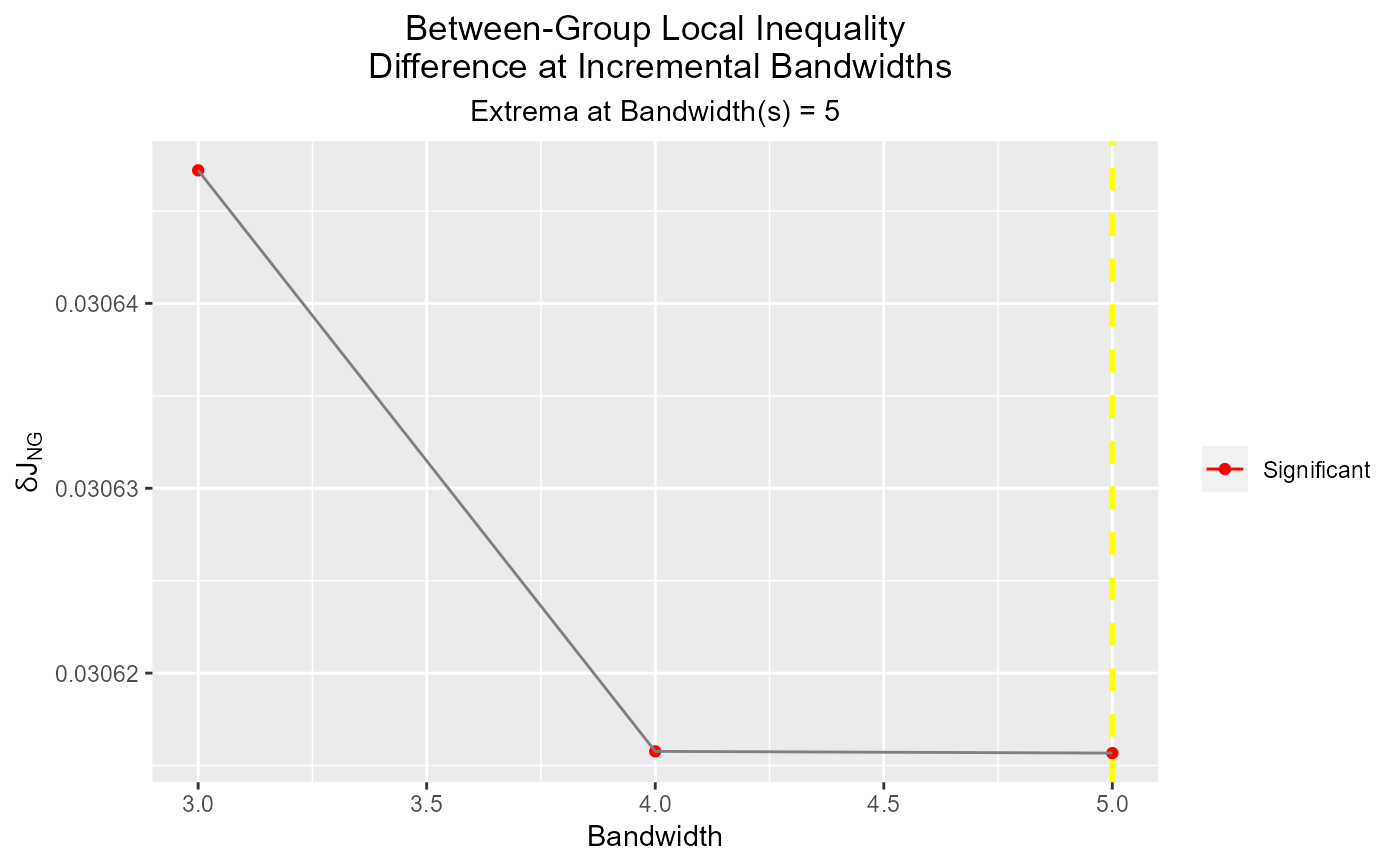 Between-Group Local Inequality
Difference at Incremental Bandwidths
Extrema at Bandwidth(s) = 5
0.03064
0.03063
0.03062
δJNG
3.0 3.5 4.0 4.5 5.0
Bandwidth
Significant